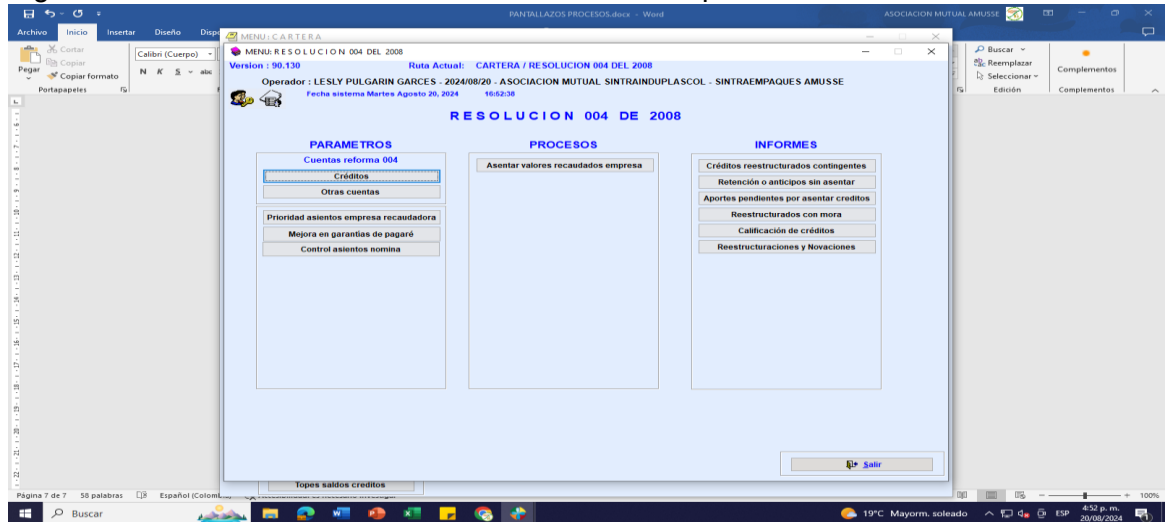 PANTALLAZOS PROCESOS.docx - Word
ASOCIACION MUTUAL AMUSSE
Archivo Inicio Insertar Diseño
Cortar
Copiar
Pegar
Copiar formato
Portapapeles
Calibri (Cuerpo)
N K S abc
MENU: C A R T E R A
MENU: R E S O L U C I O N 004 DEL 2008
Version : 90.130 Ruta Actual: CARTERA / RESOLUCION 004 DEL 2008
Operador : LESLY PULGARIN GARCES - 2024/08/20 - ASOCIACION MUTUAL SINTRAINDUPLASCOL - SINTRAEMPAQUES AMUSSE
Fecha sistema Martes Agosto 20, 2024 16:52:38
R E S O L U C I O N 004 DE 2008
PARAMETROS
Cuentas reforma 004
Créditos
Otras cuentas
Prioridad asientos empresa recaudadora
Mejora en garantias de pagaré
Control asientos nomina
PROCESOS
Asentar valores recaudados empresa
INFORMES
Créditos reestructurados contingentes
Retención o anticipos sin asentar
Aportes pendientes por asentar creditos
Reestructurados con mora
Calificación de créditos
Reestructuraciones y Novaciones
Salir
Topes saldos creditos
Buscar
Reemplazar
Seleccionar
Edición
Complementos
Complementos
Página 7 de 7 58 palabras Español
100%
Buscar
19°C Mayorm. soleado
ESP
4:52 p. m.
20/08/2024